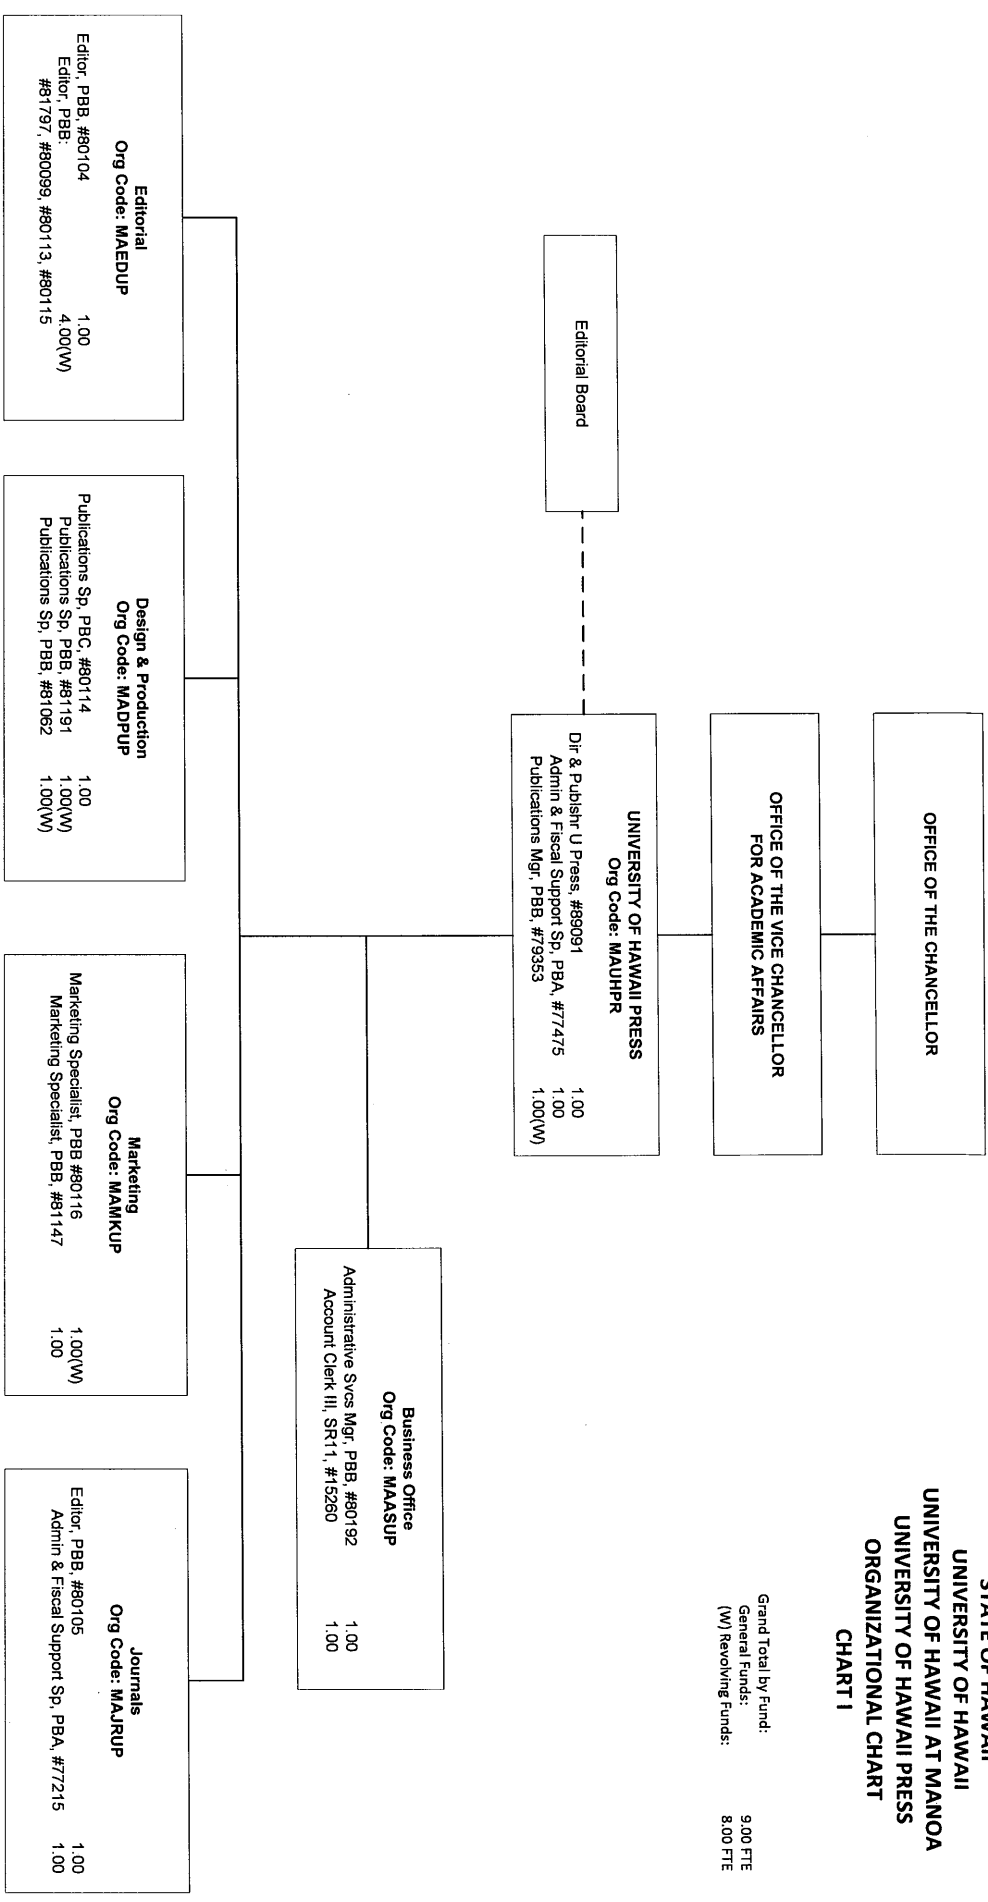 STATE OF HAWAII
UNIVERSITY OF HAWAII
UNIVERSITY OF HAWAII AT MANOA
UNIVERSITY OF HAWAII PRESS
ORGANIZATIONAL CHART
CHART I
Grand Total by Fund:
General Funds: 9.00 FTE
(W) Revolving Funds: 8.00 FTE
OFFICE OF THE CHANCELLOR
OFFICE OF THE VICE CHANCELLOR
FOR ACADEMIC AFFAIRS
Editorial Board
UNIVERSITY OF HAWAII PRESS
Org Code: MAUHPR
Dir & Publshr U Press, #89091 1.00
Admin & Fiscal Support Sp, PBA, #77475 1.00
Publications Mgr, PBB, #79353 1.00(W)
Business Office
Org Code: MAASUP
Administrative Svcs Mgr, PBB, #80192 1.00
Account Clerk III, SR11, #15260 1.00
Editorial
Org Code: MAEDUP
Editor, PBB, #80104 1.00
Editor, PBB: 4.00(W)
#81797, #80099, #80113, #80115
Design & Production
Org Code: MADPUP
Publications Sp, PBC, #80114 1.00
Publications Sp, PBB, #81191 1.00(W)
Publications Sp, PBB, #81062 1.00(W)
Marketing
Org Code: MAMKUP
Marketing Specialist, PBB #80116 1.00(W)
Marketing Specialist, PBB, #81147 1.00
Journals
Org Code: MAJRUP
Editor, PBB, #80105 1.00
Admin & Fiscal Support Sp, PBA, #77215 1.00